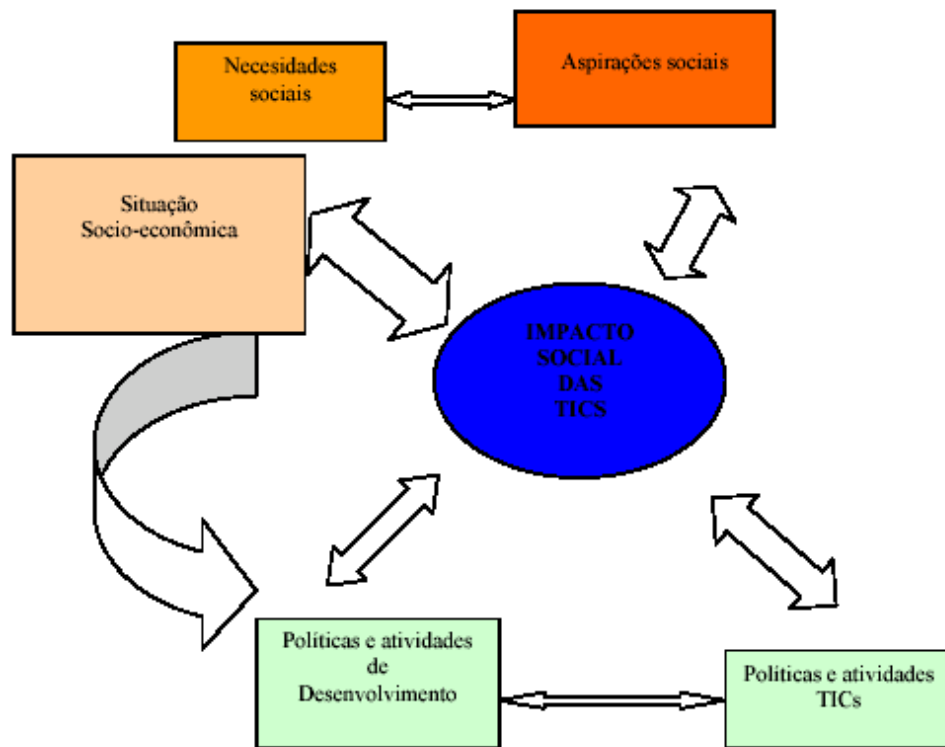 Necesidades
sociais
Aspirações sociais
Situação
Socio-econômica
IMPACTO
SOCIAL
DAS
TICS
Políticas e atividades
de
Desenvolvimento
Políticas e atividades
TICs